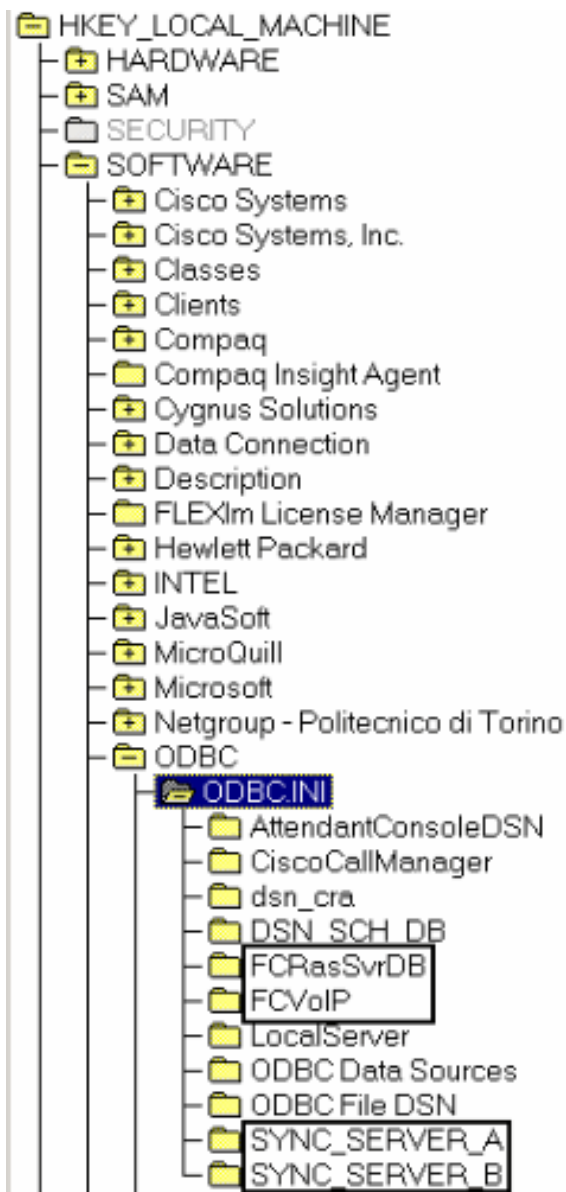 HKEY_LOCAL_MACHINE
HARDWARE
SAM
SECURITY
SOFTWARE
Cisco Systems
Cisco Systems, Inc.
Classes
Clients
Compaq
Compaq Insight Agent
Cygnus Solutions
Data Connection
Description
FLEXlm License Manager
Hewlett Packard
INTEL
JavaSoft
MicroQuill
Microsoft
Netgroup - Politecnico di Torino
ODBC
ODBC.INI
AttendantConsoleDSN
CiscoCallManager
dsn_cra
DSN_SCH_DB
FCRasSvrDB
FCVoIP
LocalServer
ODBC Data Sources
ODBC File DSN
SYNC_SERVER_A
SYNC_SERVER_B